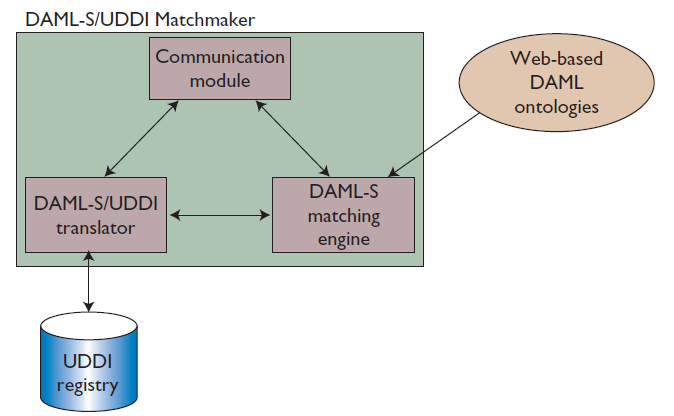 DAML-S/UDDI Matchmaker
Communication
module
Web-based
DAML
ontologies
DAML-S/UDDI
translator
DAML-S
matching
engine
UDDI
registry